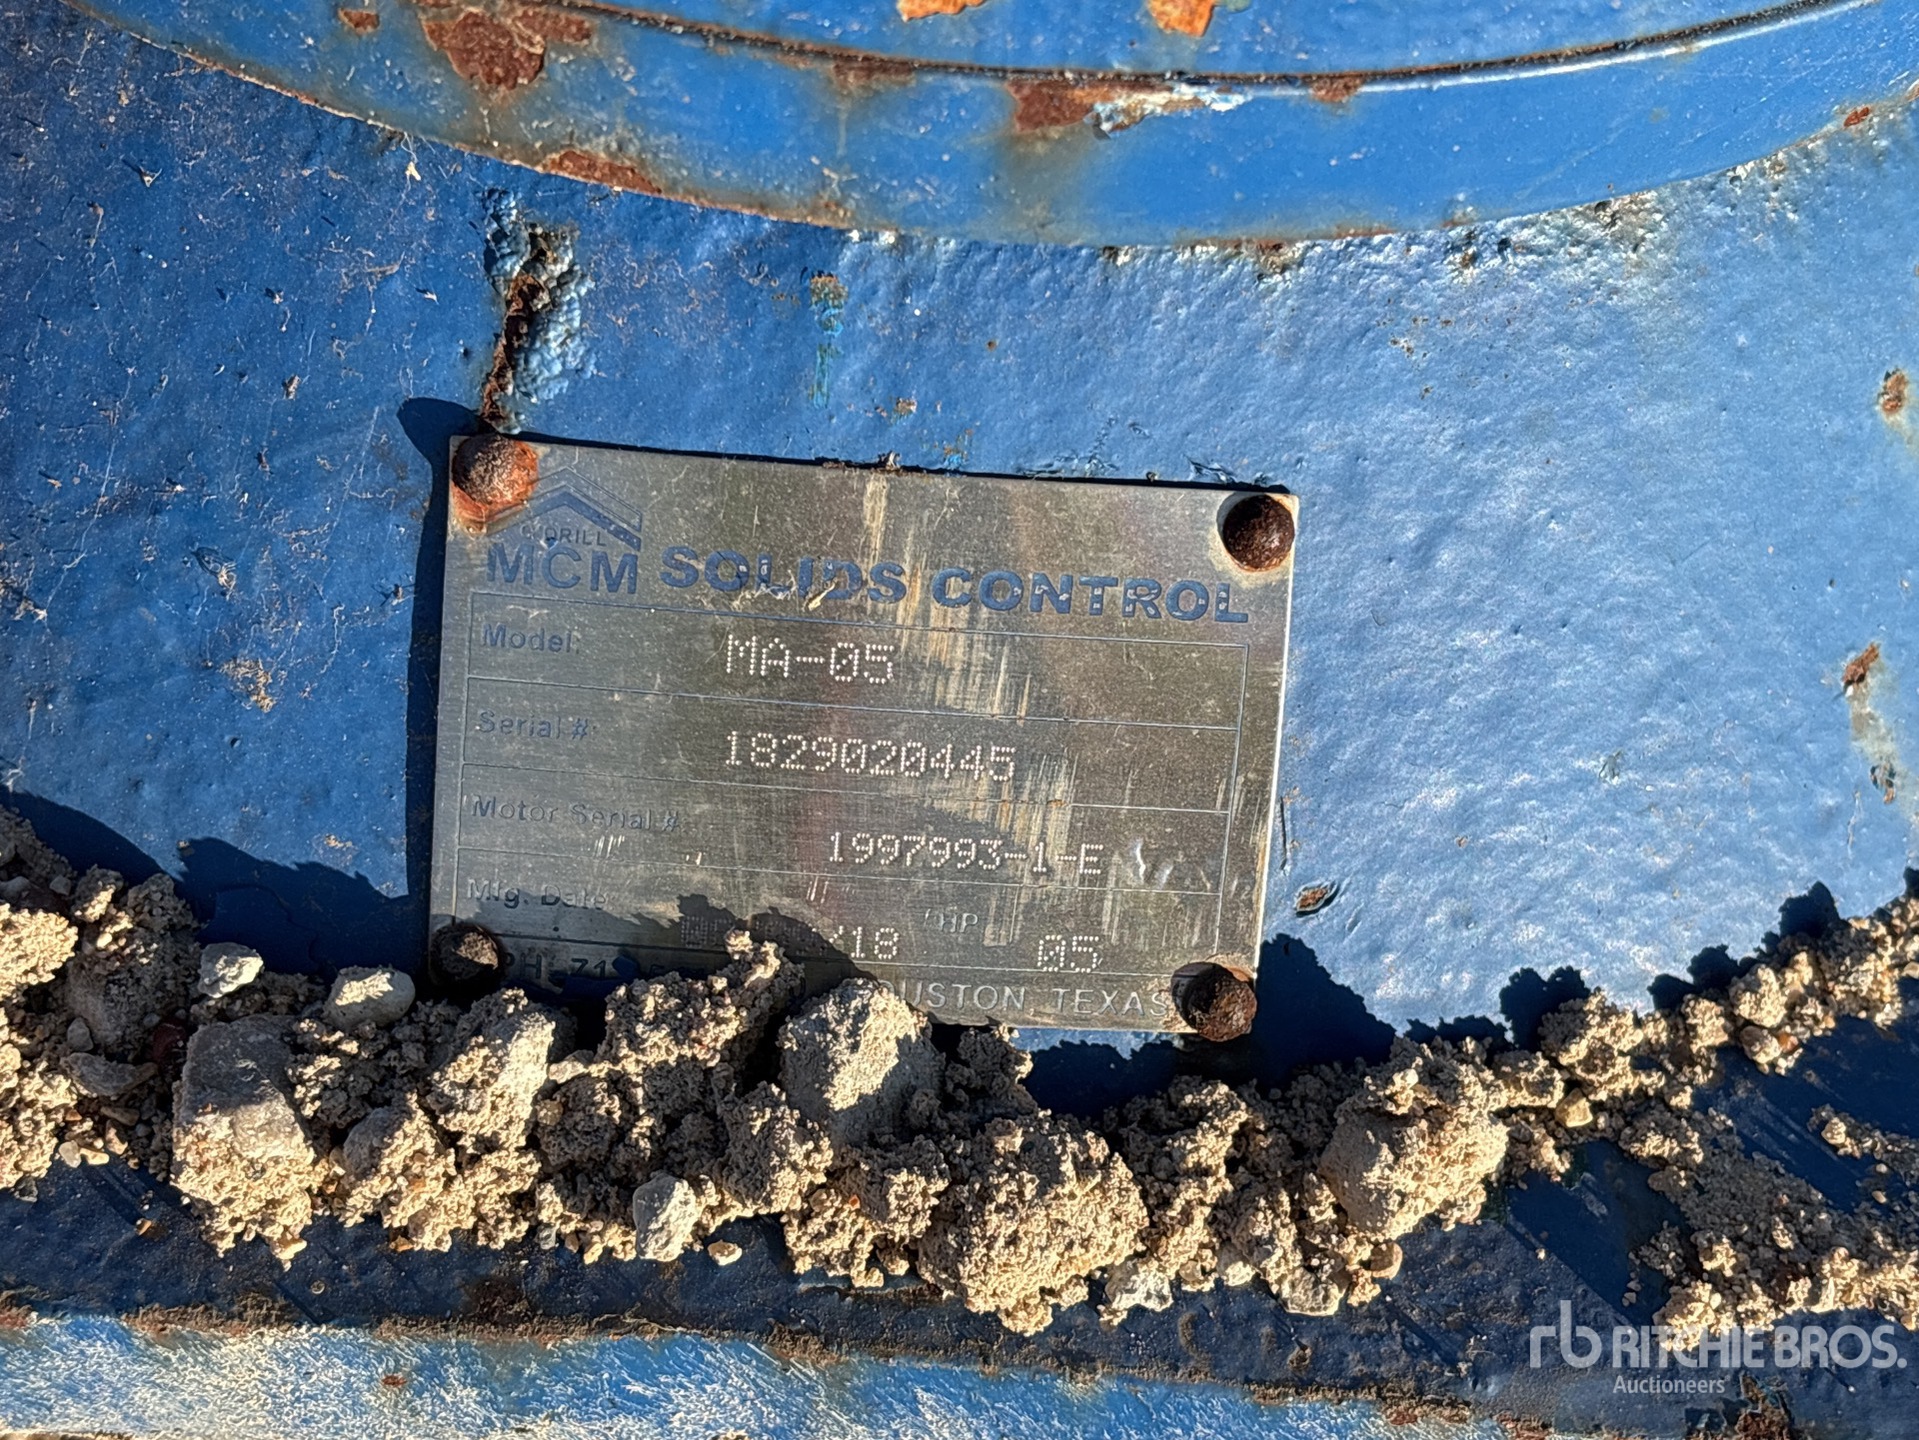 DRILL
MCM SOLIDS CONTROL
Model: MA-05
Serial #: 1829020445
Motor Serial #: 1997993-1-E
Mfg. Date 18 HP 05
TEXAS
rb RITCHIE BROS.
Auctioneers